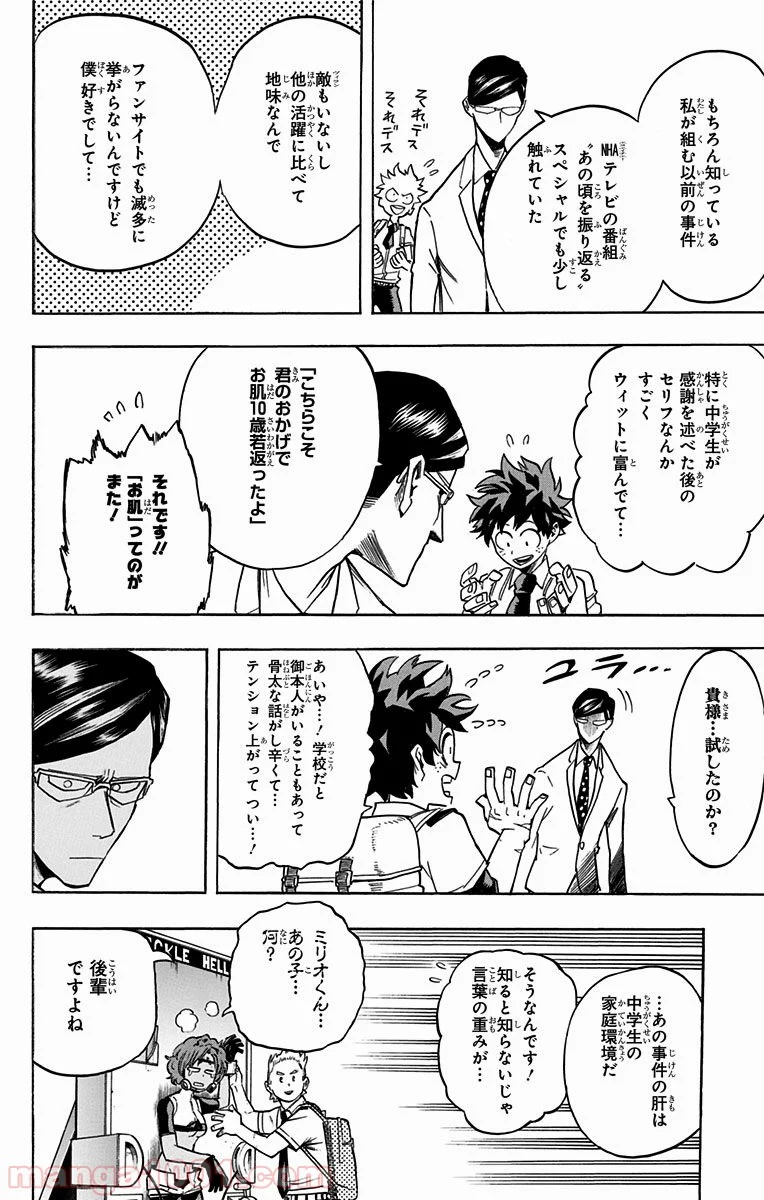 もちろん知っている
私が組む以前の事件
NHAテレビの番組
“あの頃を振り返る”
スペシャルでも少し
触れていた
それデス
それデス
敵もいないし
他の活躍に比べて
地味なんで
ファンサイトでも滅多に
挙がらないんですけど
僕好きでして…
特に中学生が
感謝を述べた後の
セリフなんか
すごく
ウィットに富んでて…
「こちらこそ
君のおかげで
お肌10歳若返ったよ」
それです!!
「お肌」ってのが
また！
貴様…試したのか？
ユラ…
あいや…！学校だと
御本人がいることもあって
骨太な話がし辛くて…
テンション上がってつい…！
…あの事件の肝は
中学生の
家庭環境だ
そうなんです！
知ると知らないじゃ
言葉の重みが…
ミリオくん…
あの子…
何？
後輩
ですよね
CKLE HELL